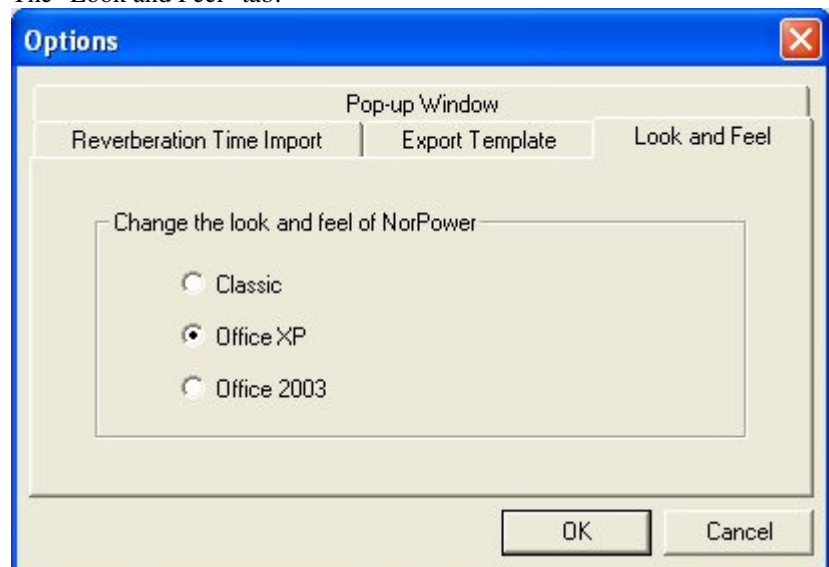 The "Look and Feel" tab:
Options
Pop-up Window
Reverberation Time Import
Export Template
Look and Feel
Change the look and feel of NorPower
Classic
Office XP
Office 2003
OK
Cancel